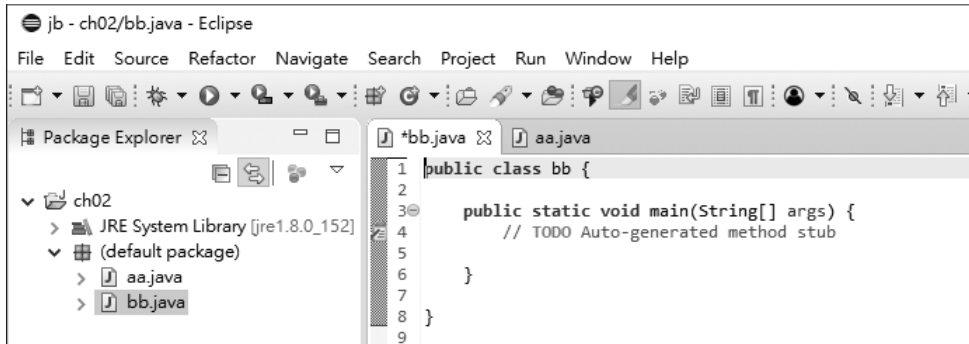 jb - ch02/bb.java - Eclipse
File Edit Source Refactor Navigate Search Project Run Window Help
Package Explorer
ch02
JRE System Library [jre1.8.0_152]
(default package)
aa.java
bb.java
*bb.java aa.java
1 public class bb {
2
3 public static void main(String[] args) {
4 // TODO Auto-generated method stub
5
6 }
7
8 }
9